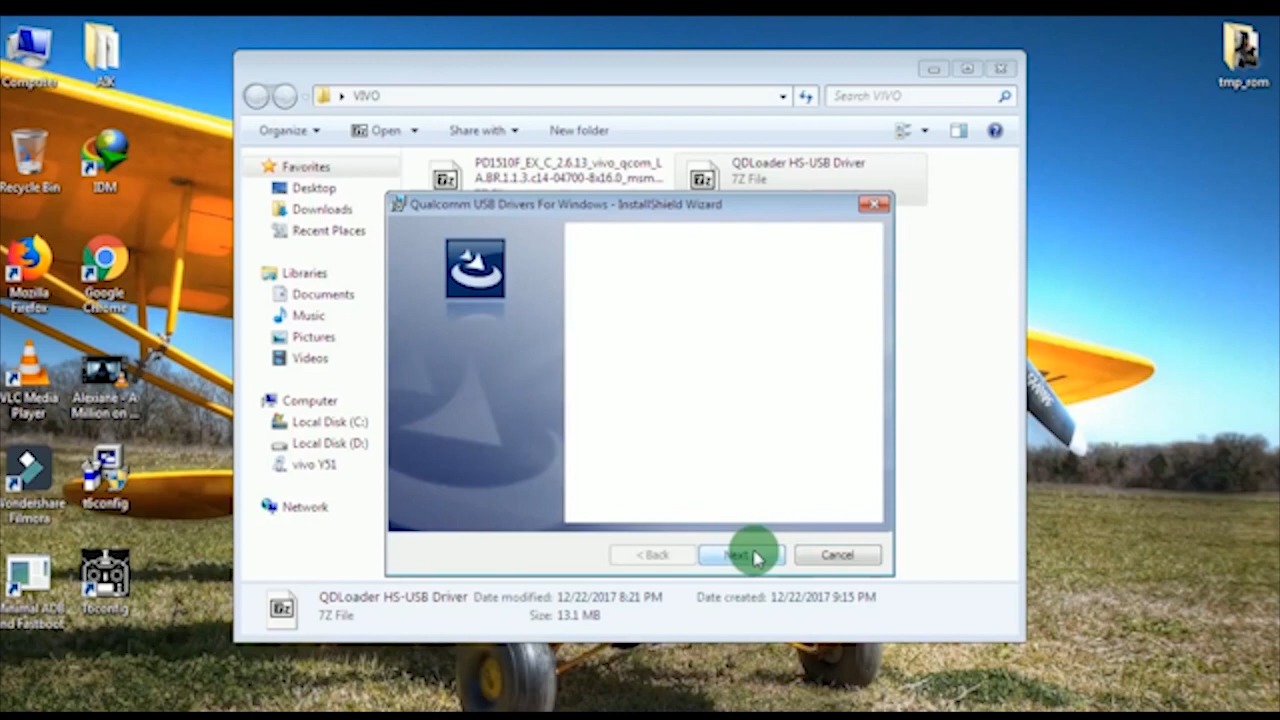 Computer
AIK
Recycle Bin
IDM
Mozilla
Firefox
Google
Chrome
VLC Media
Player
Alexiane - A
Million on ...
Wondershare
Filmora
t6config
Minimal ADB
and Fastboot
T6config
tmp_rom
VIVO
Search VIVO
Organize
Open
Share with
New folder
Favorites
Desktop
Downloads
Recent Places
Libraries
Documents
Music
Pictures
Videos
Computer
Local Disk (C:)
Local Disk (D:)
vivo Y51
Network
PD1510F_EX_C_2.6.13_vivo_qcom_L
A.BR.1.1.3.c14-04700-8x16.0_msm...
QDLoader HS-USB Driver
7Z File
Qualcomm USB Drivers For Windows - InstallShield Wizard
< Back
Next
Cancel
QDLoader HS-USB Driver Date modified: 12/22/2017 8:21 PM Date created: 12/22/2017 9:15 PM
7Z File Size: 13.1 MB